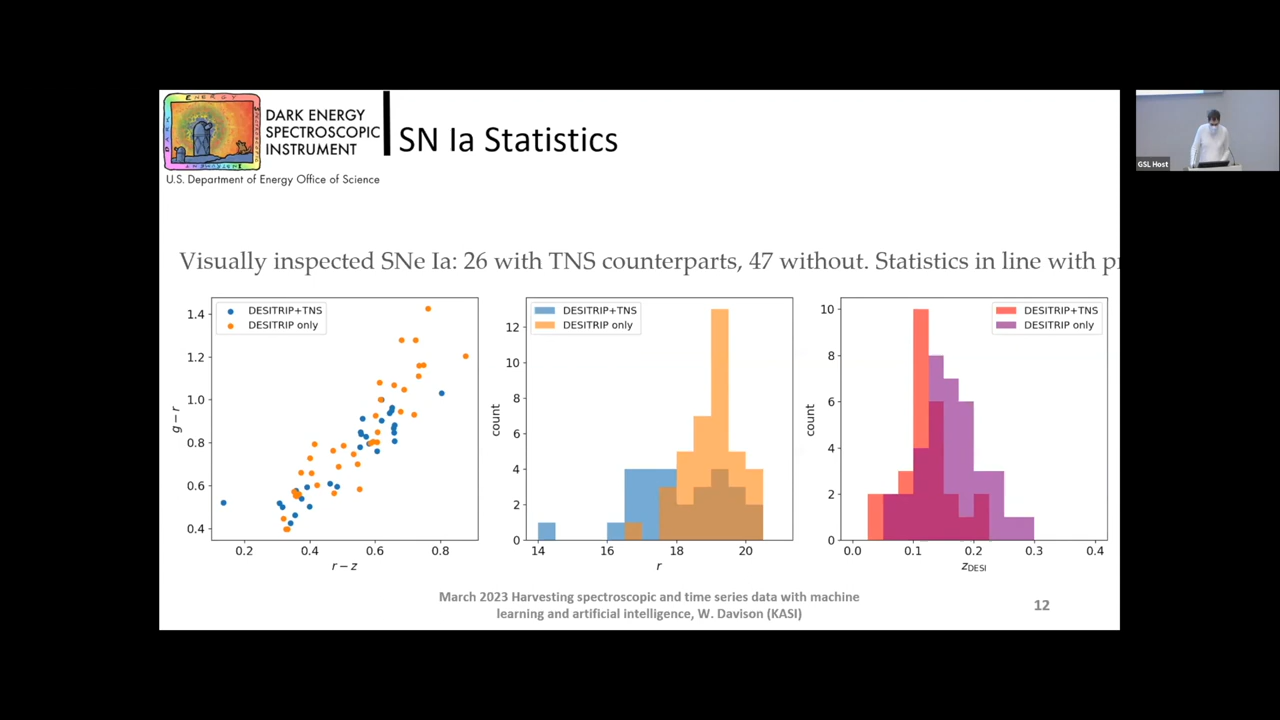 DARK ENERGY
SPECTROSCOPIC
INSTRUMENT
U.S. Department of Energy Office of Science
SN Ia Statistics
Visually inspected SNe Ia: 26 with TNS counterparts, 47 without. Statistics in line with
DESITRIP+TNS
DESITRIP only
1.4
1.2
1.0
0.8
0.6
0.4
g − r
0.2 0.4 0.6 0.8
r − z
DESITRIP+TNS
DESITRIP only
12
10
8
6
4
2
0
count
14 16 18 20
r
DESITRIP+TNS
DESITRIP only
10
8
6
4
2
0
count
0.0 0.1 0.2 0.3 0.4
zDESI
March 2023 Harvesting spectroscopic and time series data with machine
learning and artificial intelligence, W. Davison (KASI)
12
GSL Host